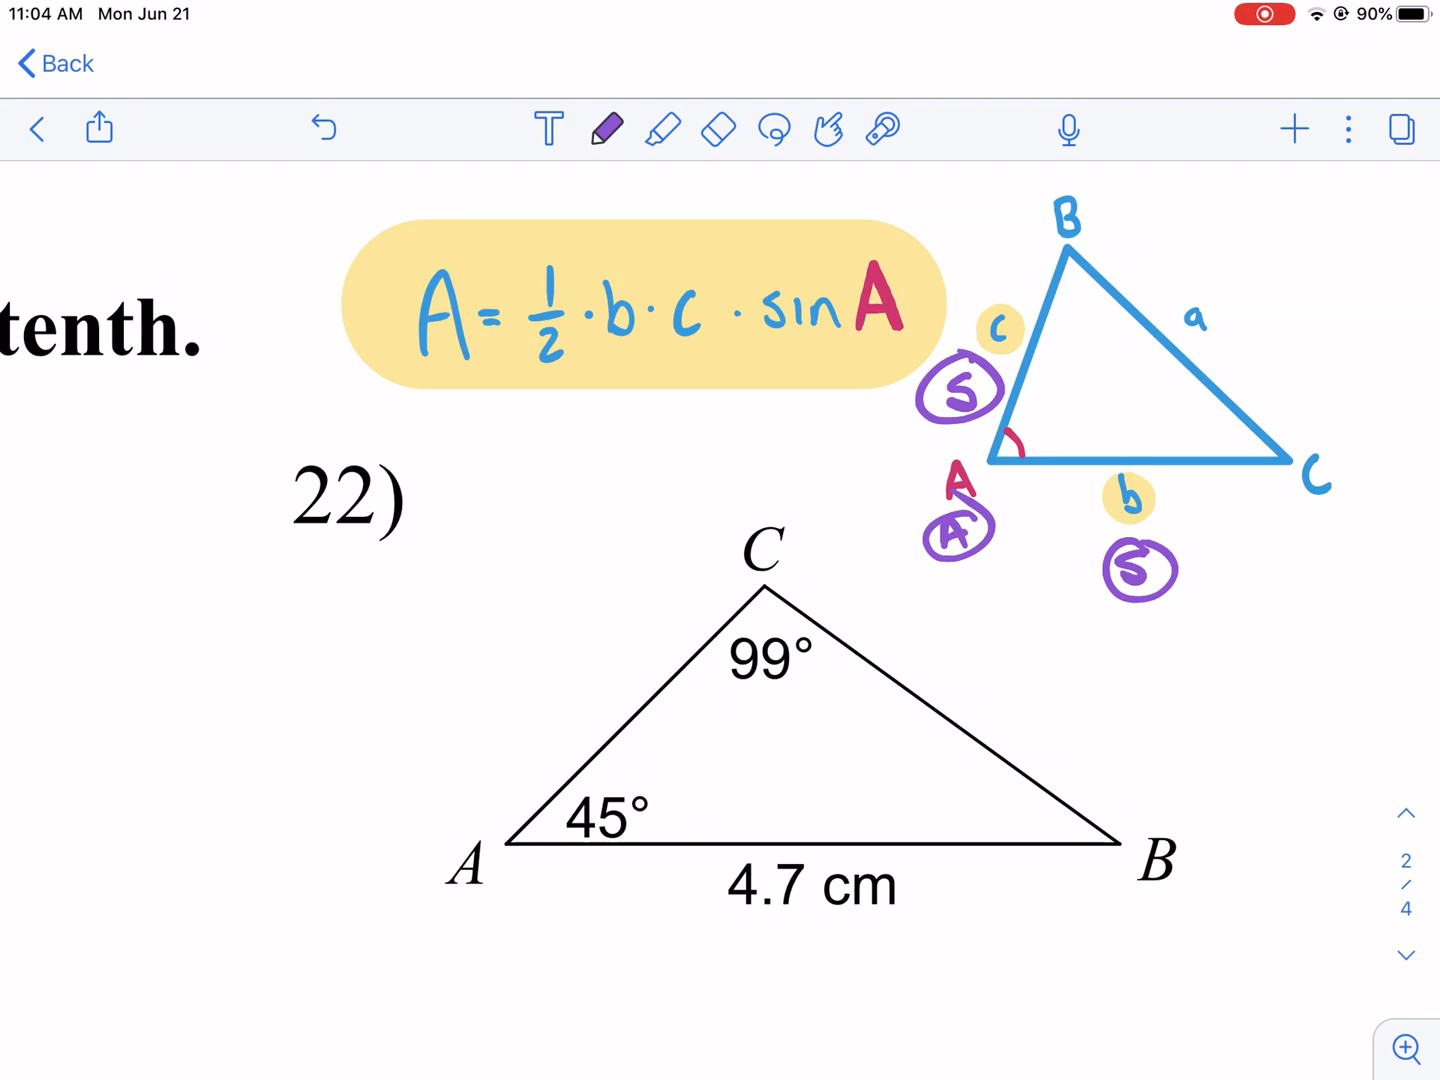 11:04 AM Mon Jun 21
90%
Back
T
tenth.
A = 1/2 · b · c · sin A
B
c
a
S
A
C
b
A
S
22)
C
99°
45°
A
B
4.7 cm
2
/
4